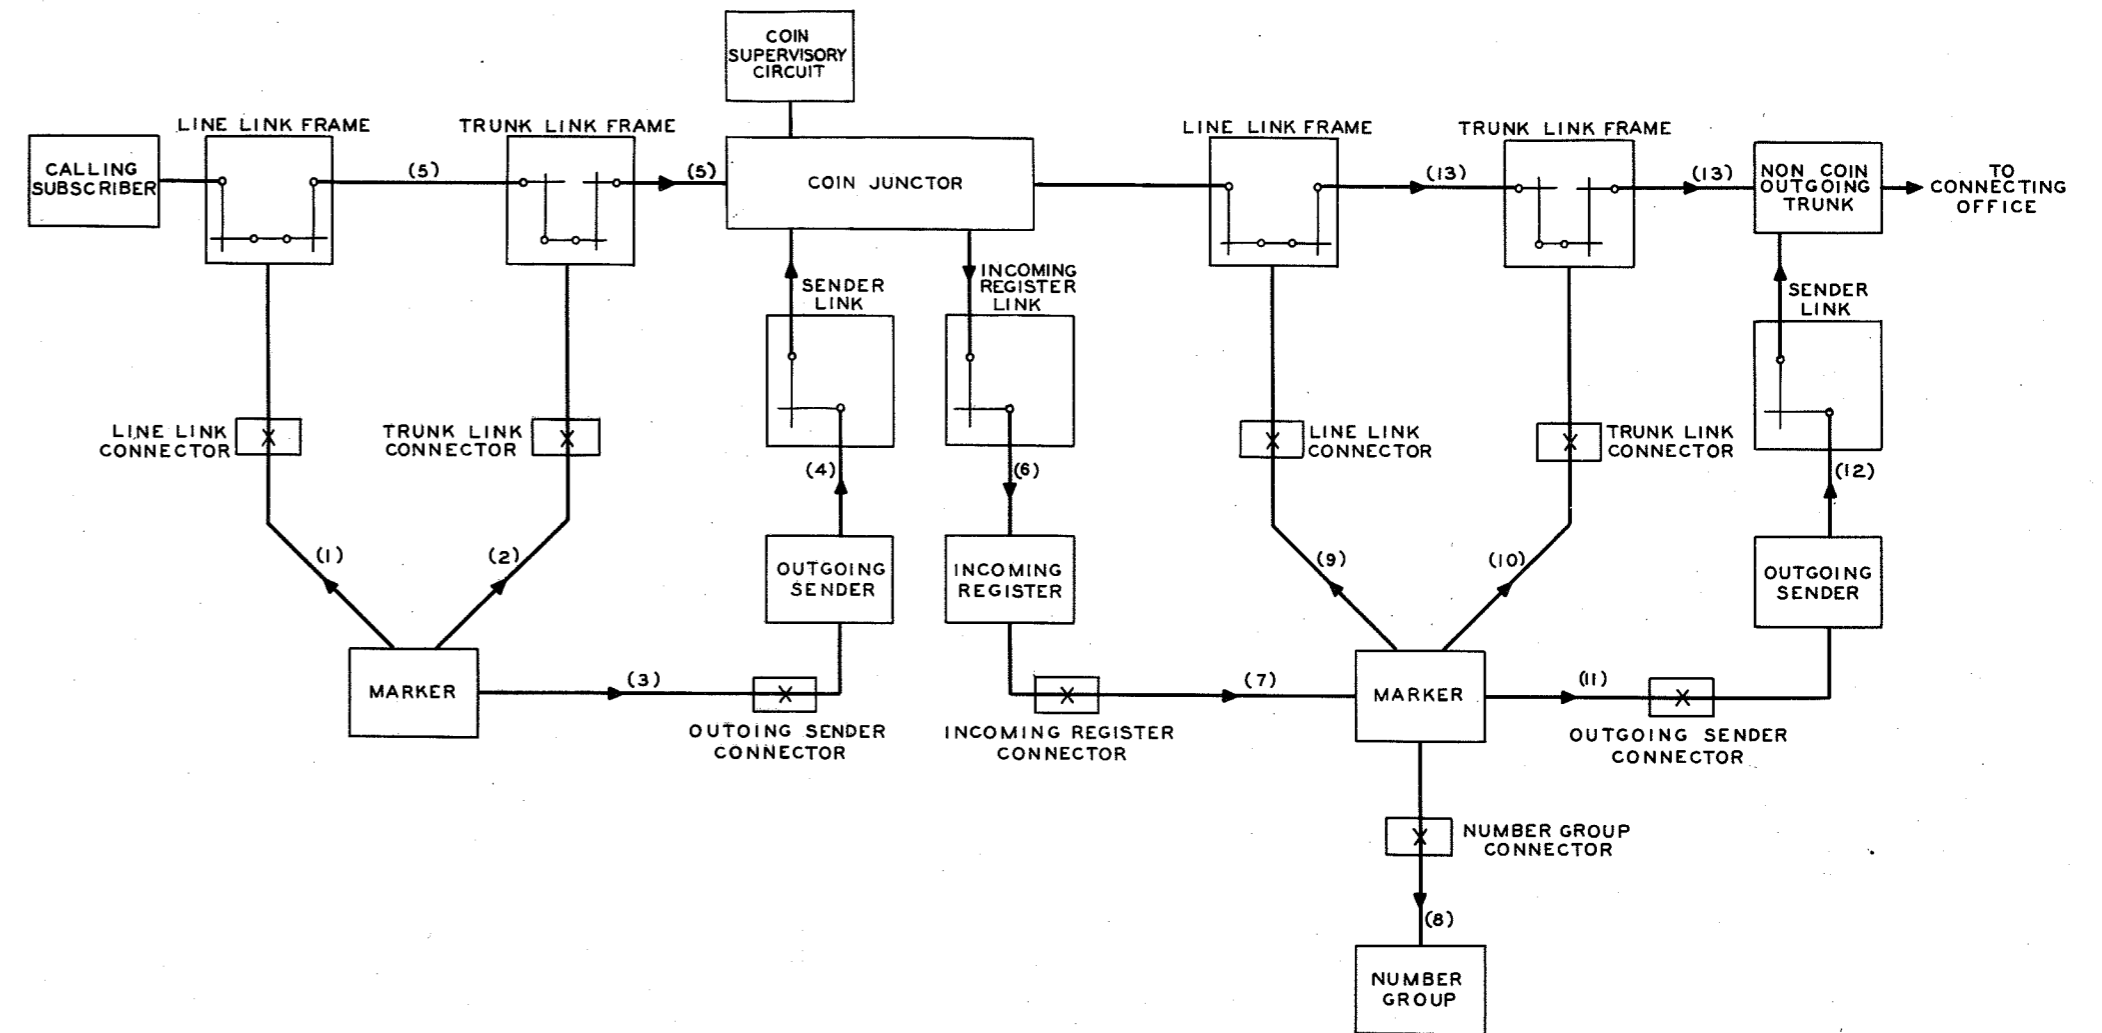 COIN
SUPERVISORY
CIRCUIT
LINE LINK FRAME
TRUNK LINK FRAME
LINE LINK FRAME
TRUNK LINK FRAME
CALLING
SUBSCRIBER
(5)
(5)
COIN JUNCTOR
(13)
(13)
NON COIN
OUTGOING
TRUNK
TO
CONNECTING
OFFICE
SENDER
LINK
INCOMING
REGISTER
LINK
SENDER
LINK
LINE LINK
CONNECTOR
TRUNK LINK
CONNECTOR
LINE LINK
CONNECTOR
TRUNK LINK
CONNECTOR
(4)
(6)
(12)
(1)
(2)
(9)
(10)
OUTGOING
SENDER
INCOMING
REGISTER
OUTGOING
SENDER
MARKER
(3)
(7)
MARKER
(11)
OUTOING SENDER
CONNECTOR
INCOMING REGISTER
CONNECTOR
OUTGOING SENDER
CONNECTOR
NUMBER GROUP
CONNECTOR
(8)
NUMBER
GROUP